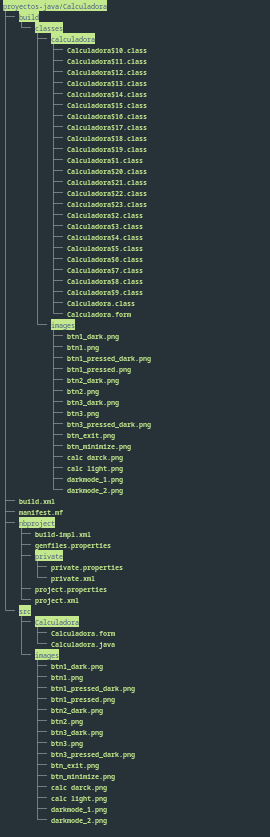 proyectos-java/Calculadora
build
classes
calculadora
Calculadora$10.class
Calculadora$11.class
Calculadora$12.class
Calculadora$13.class
Calculadora$14.class
Calculadora$15.class
Calculadora$16.class
Calculadora$17.class
Calculadora$18.class
Calculadora$19.class
Calculadora$1.class
Calculadora$20.class
Calculadora$21.class
Calculadora$22.class
Calculadora$23.class
Calculadora$2.class
Calculadora$3.class
Calculadora$4.class
Calculadora$5.class
Calculadora$6.class
Calculadora$7.class
Calculadora$8.class
Calculadora$9.class
Calculadora.class
Calculadora.form
images
btn1_dark.png
btn1.png
btn1_pressed_dark.png
btn1_pressed.png
btn2_dark.png
btn2.png
btn3_dark.png
btn3.png
btn3_pressed_dark.png
btn_exit.png
btn_minimize.png
calc darck.png
calc light.png
darkmode_1.png
darkmode_2.png
build.xml
manifest.mf
nbproject
build-impl.xml
genfiles.properties
private
private.properties
private.xml
project.properties
project.xml
src
Calculadora
Calculadora.form
Calculadora.java
images
btn1_dark.png
btn1.png
btn1_pressed_dark.png
btn1_pressed.png
btn2_dark.png
btn2.png
btn3_dark.png
btn3.png
btn3_pressed_dark.png
btn_exit.png
btn_minimize.png
calc darck.png
calc light.png
darkmode_1.png
darkmode_2.png